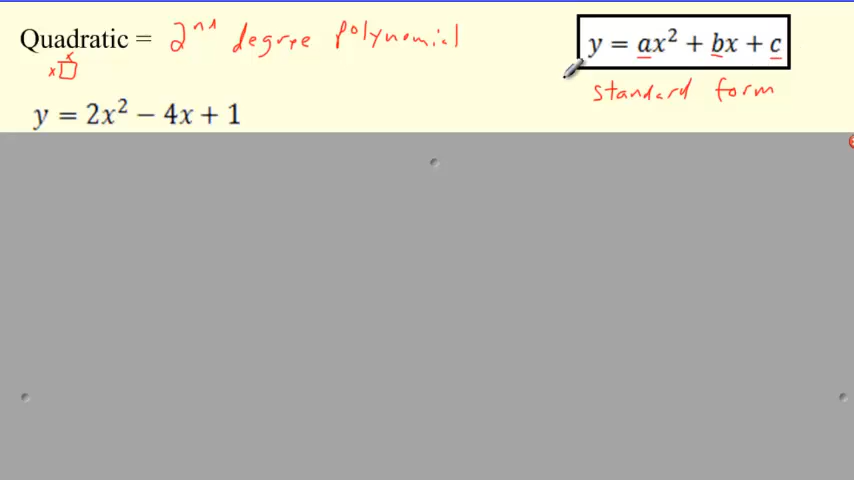 Quadratic = 2nd degree polynomial
x
x
y = ax² + bx + c
standard form
y = 2x² − 4x + 1